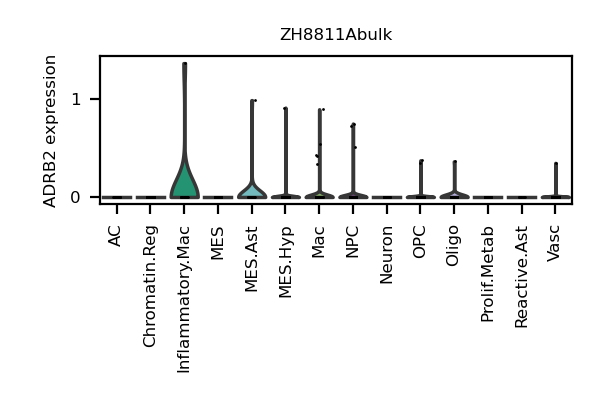 ZH8811Abulk
ADRB2 expression
1
0
AC
Chromatin.Reg
Inflammatory.Mac
MES
MES.Ast
MES.Hyp
Mac
NPC
Neuron
OPC
Oligo
Prolif.Metab
Reactive.Ast
Vasc